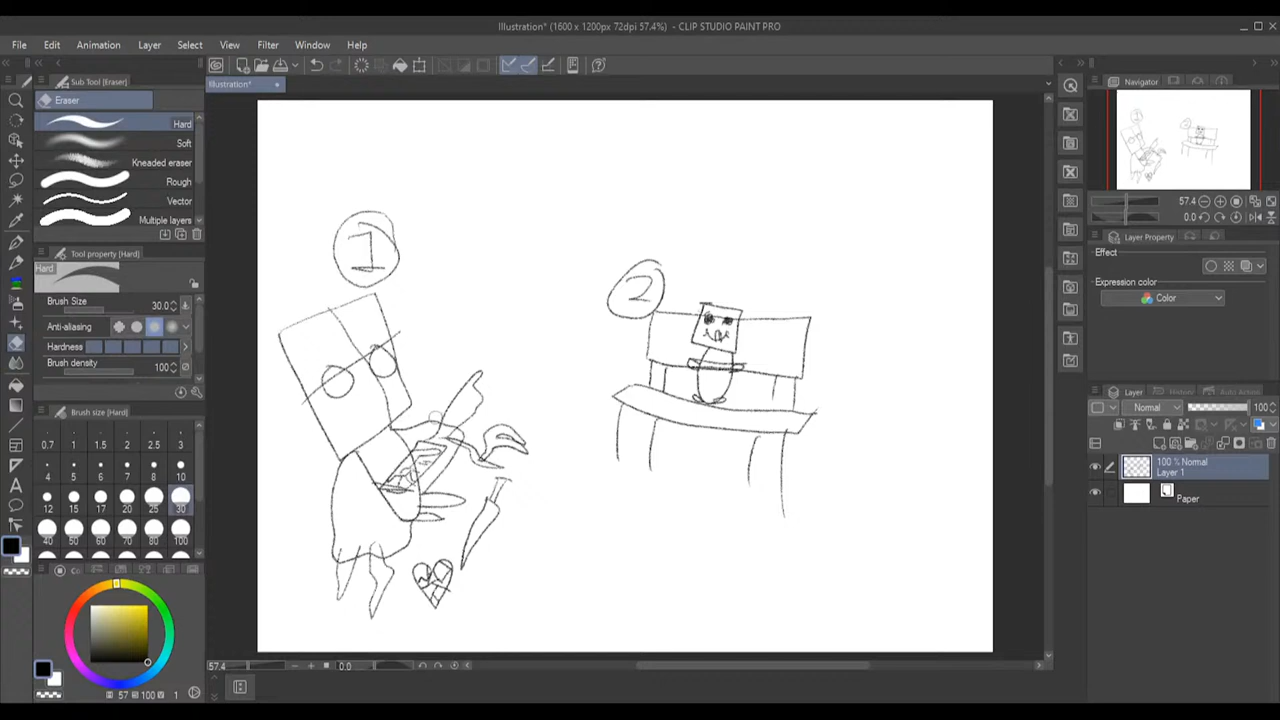 Illustration* (1600 x 1200px 72dpi 57.4%) - CLIP STUDIO PAINT PRO
File Edit Animation Layer Select View Filter Window Help
Sub Tool [Eraser]
Illustration*
Navigator
Eraser
Hard
Soft
Kneaded eraser
Rough
Vector
Multiple layers
57.4
0.0
Tool property [Hard]
Hard
Layer Property
Effect
Expression color
Color
Brush Size 30.0
Anti-aliasing
Hardness
Brush density 100
Brush size [Hard]
0.7 1 1.5 2 2.5 3
4 5 6 7 8 10
12 15 17 20 25 30
40 50 60 70 80 100
Layer Auto Action
Normal 100
100 % Normal
Layer 1
Paper
1
2
57.4 0.0
57 100 1